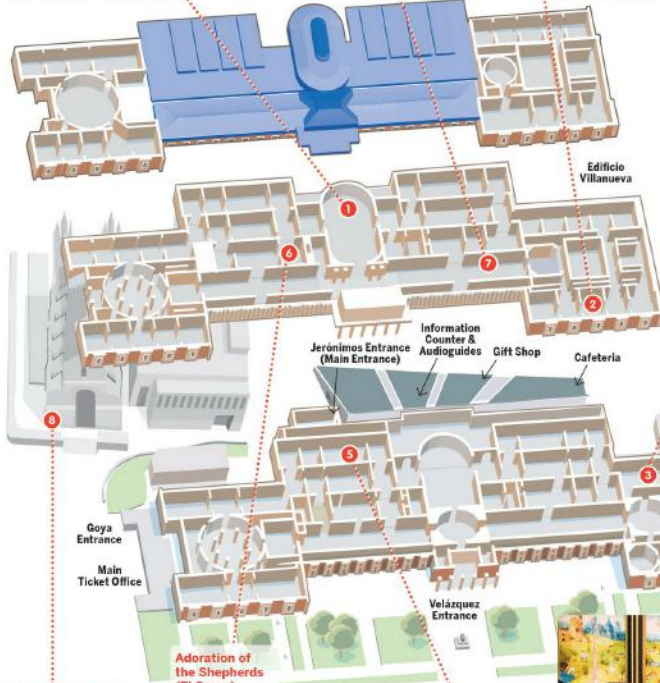 Edificio
Villanueva
1
6
7
2
Jerónimos Entrance
(Main Entrance)
Information
Counter &
Audioguides
Gift Shop
Cafeteria
8
5
3
Goya
Entrance
Main
Ticket Office
Velázquez
Entrance
Adoration of
the Shepherds